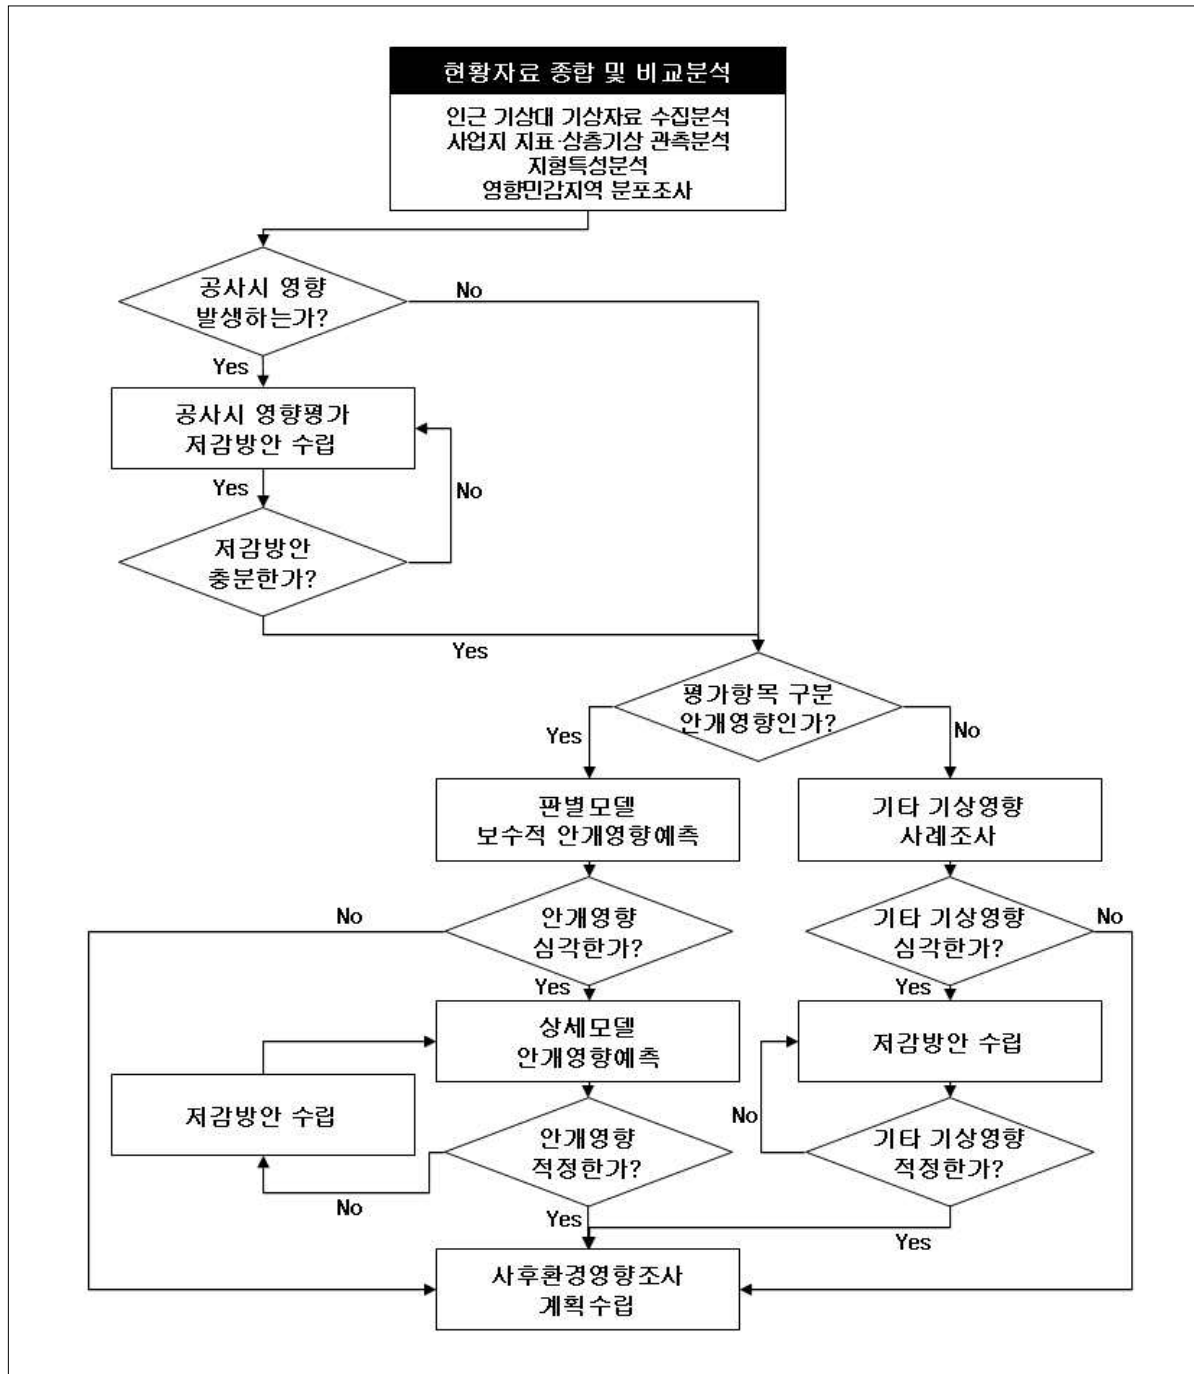 현황자료 종합 및 비교분석
인근 기상대 기상자료 수집분석
사업지 지표·상층기상 관측분석
지형특성분석
영향민감지역 분포조사
공사시 영향
발생하는가?
No
Yes
공사시 영향평가
저감방안 수립
Yes
No
저감방안
충분한가?
Yes
평가항목 구분
안개영향인가?
Yes
No
판별모델
보수적 안개영향예측
기타 기상영향
사례조사
No
안개영향
심각한가?
기타 기상영향
심각한가?
No
Yes
Yes
상세모델
안개영향예측
저감방안 수립
저감방안 수립
No
안개영향
적정한가?
기타 기상영향
적정한가?
No
Yes
Yes
사후환경영향조사
계획수립